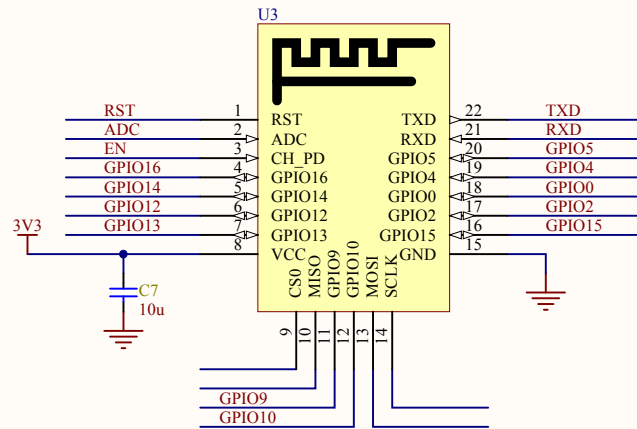 U3
RST 1 RST TXD 22 TXD
ADC 2 ADC RXD 21 RXD
EN 3 CH_PD GPIO5 20 GPIO5
GPIO16 4 GPIO16 GPIO4 19 GPIO4
GPIO14 5 GPIO14 GPIO0 18 GPIO0
GPIO12 6 GPIO12 GPIO2 17 GPIO2
GPIO13 7 GPIO13 GPIO15 16 GPIO15
3V3 8 VCC GND 15
CS0 MISO GPIO9 GPIO10 MOSI SCLK
C7
10u
9 10 11 12 13 14
GPIO9
GPIO10